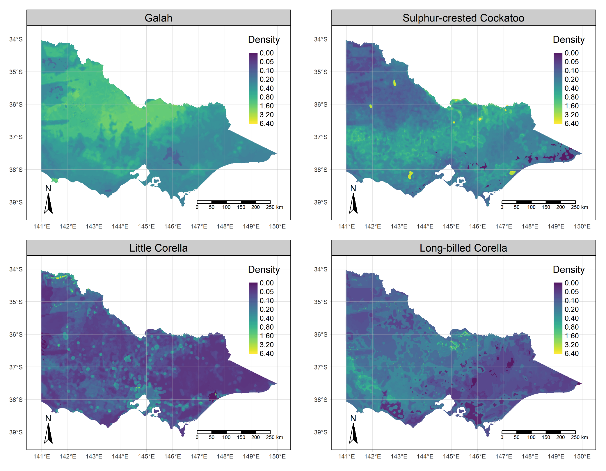 Galah
Density
0.00
0.05
0.10
0.20
0.40
0.80
1.60
3.20
6.40
34°S
35°S
36°S
37°S
38°S
39°S
N
0 50 100 150 200 250 km
141°E 142°E 143°E 144°E 145°E 146°E 147°E 148°E 149°E 150°E
Sulphur-crested Cockatoo
Density
0.00
0.05
0.10
0.20
0.40
0.80
1.60
3.20
6.40
34°S
35°S
36°S
37°S
38°S
39°S
N
0 50 100 150 200 250 km
141°E 142°E 143°E 144°E 145°E 146°E 147°E 148°E 149°E 150°E
Little Corella
Density
0.00
0.05
0.10
0.20
0.40
0.80
1.60
3.20
6.40
34°S
35°S
36°S
37°S
38°S
39°S
N
0 50 100 150 200 250 km
141°E 142°E 143°E 144°E 145°E 146°E 147°E 148°E 149°E 150°E
Long-billed Corella
Density
0.00
0.05
0.10
0.20
0.40
0.80
1.60
3.20
6.40
34°S
35°S
36°S
37°S
38°S
39°S
N
0 50 100 150 200 250 km
141°E 142°E 143°E 144°E 145°E 146°E 147°E 148°E 149°E 150°E